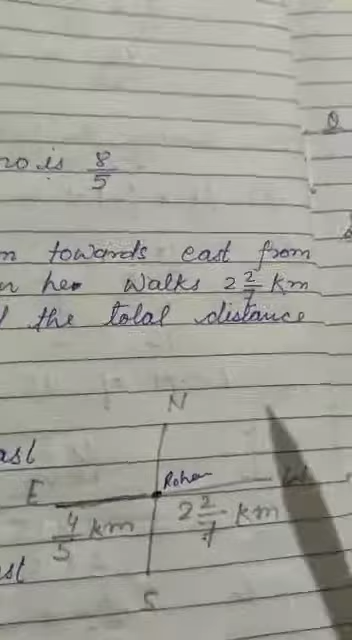 no is 8/5
Q
m towards east from
n he walks 2 2/7 km
d the total distance
N
ast
Rohan
E W
4/5 km 2 2/7 km
st
S